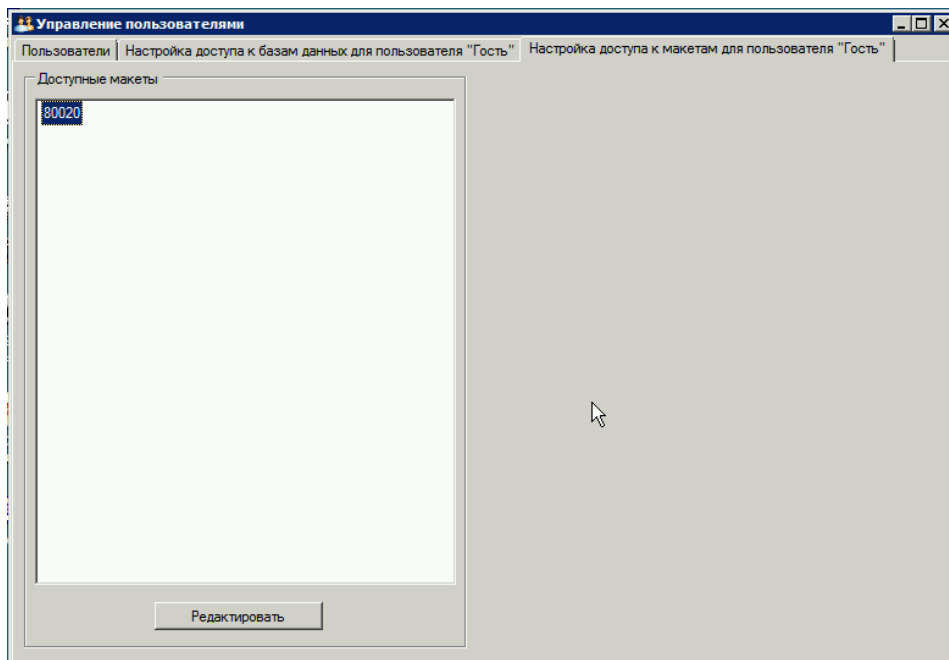 Управление пользователями
Пользователи Настройка доступа к базам данных для пользователя "Гость" Настройка доступа к макетам для пользователя "Гость"
Доступные макеты
80020
Редактировать